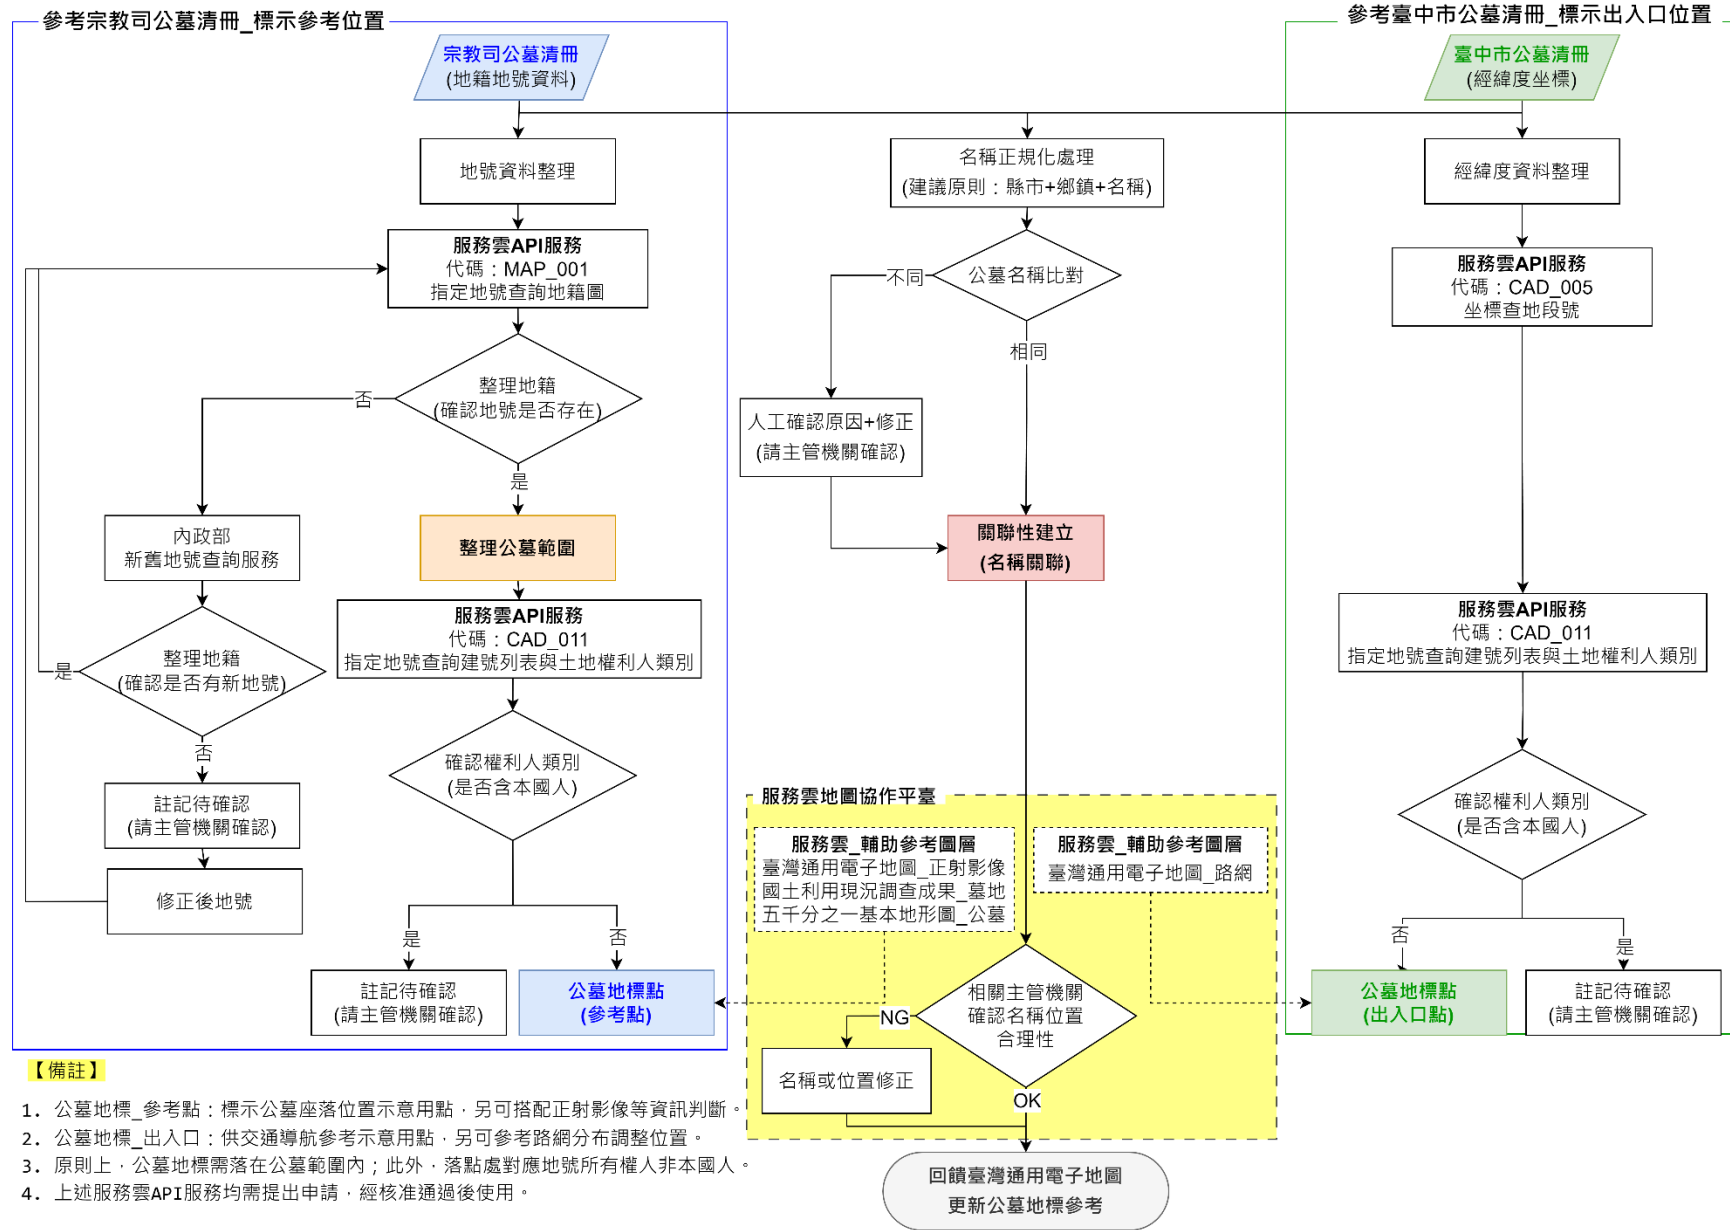 參考宗教司公墓清冊_標示參考位置
宗教司公墓清冊
(地籍地號資料)
地號資料整理
服務雲API服務
代碼：MAP_001
指定地號查詢地籍圖
整理地籍
(確認地號是否存在)
否
是
內政部
新舊地號查詢服務
整理地籍
(確認是否有新地號)
是
否
註記待確認
(請主管機關確認)
修正後地號
整理公墓範圍
服務雲API服務
代碼：CAD_011
指定地號查詢建號列表與土地權利人類別
確認權利人類別
(是否含本國人)
是
否
註記待確認
(請主管機關確認)
公墓地標點
(參考點)
名稱正規化處理
(建議原則：縣市+鄉鎮+名稱)
公墓名稱比對
不同
相同
人工確認原因+修正
(請主管機關確認)
關聯性建立
(名稱關聯)
服務雲地圖協作平臺
服務雲_輔助參考圖層
臺灣通用電子地圖_正射影像
國土利用現況調查成果_墓地
五千分之一基本地形圖_公墓
服務雲_輔助參考圖層
臺灣通用電子地圖_路網
相關主管機關
確認名稱位置
合理性
NG
名稱或位置修正
OK
回饋臺灣通用電子地圖
更新公墓地標參考
參考臺中市公墓清冊_標示出入口位置
臺中市公墓清冊
(經緯度坐標)
經緯度資料整理
服務雲API服務
代碼：CAD_005
坐標查地段號
服務雲API服務
代碼：CAD_011
指定地號查詢建號列表與土地權利人類別
確認權利人類別
(是否含本國人)
否
是
公墓地標點
(出入口點)
註記待確認
(請主管機關確認)
【備註】
1. 公墓地標_參考點：標示公墓座落位置示意用點，另可搭配正射影像等資訊判斷。
2. 公墓地標_出入口：供交通導航參考示意用點，另可參考路網分布調整位置。
3. 原則上，公墓地標需落在公墓範圍內；此外，落點處對應地號所有權人非本國人。
4. 上述服務雲API服務均需提出申請，經核准通過後使用。